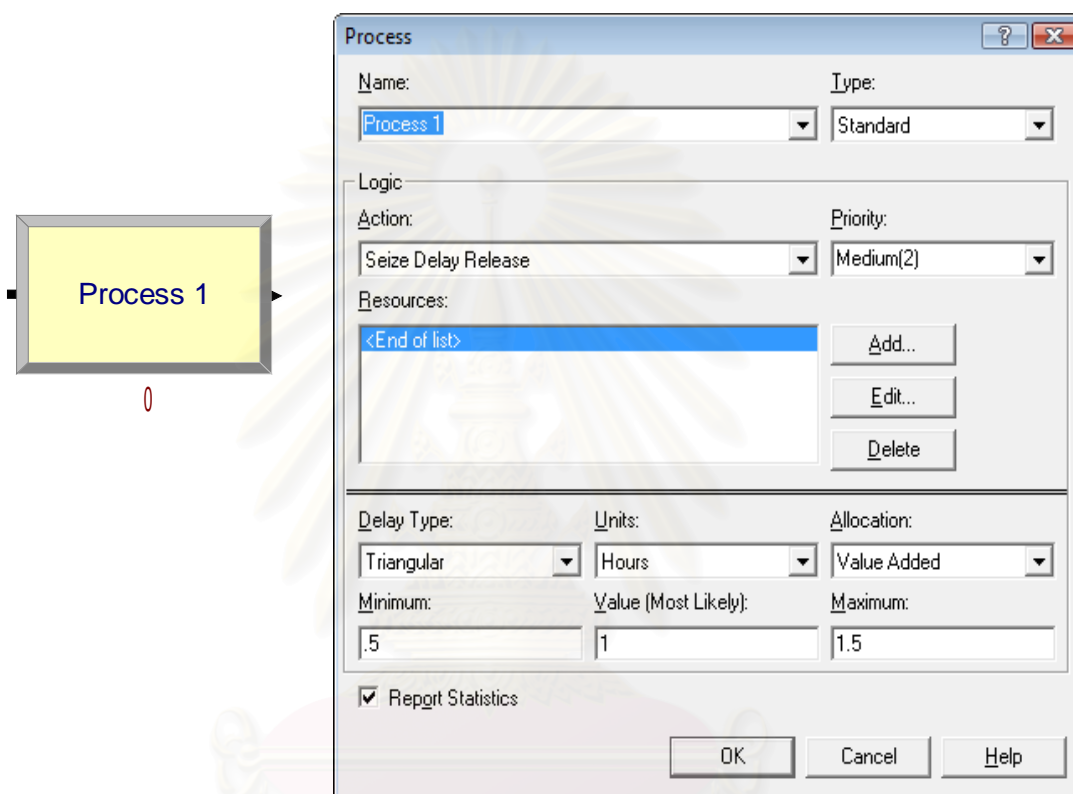 Process
Name:
Type:
Process 1
Standard
Logic
Action:
Priority:
Seize Delay Release
Medium(2)
Process 1
Resources:
<End of list>
Add...
Edit...
0
Delete
Delay Type:
Units:
Allocation:
Triangular
Hours
Value Added
Minimum:
Value (Most Likely):
Maximum:
.5
1
1.5
Report Statistics
OK
Cancel
Help